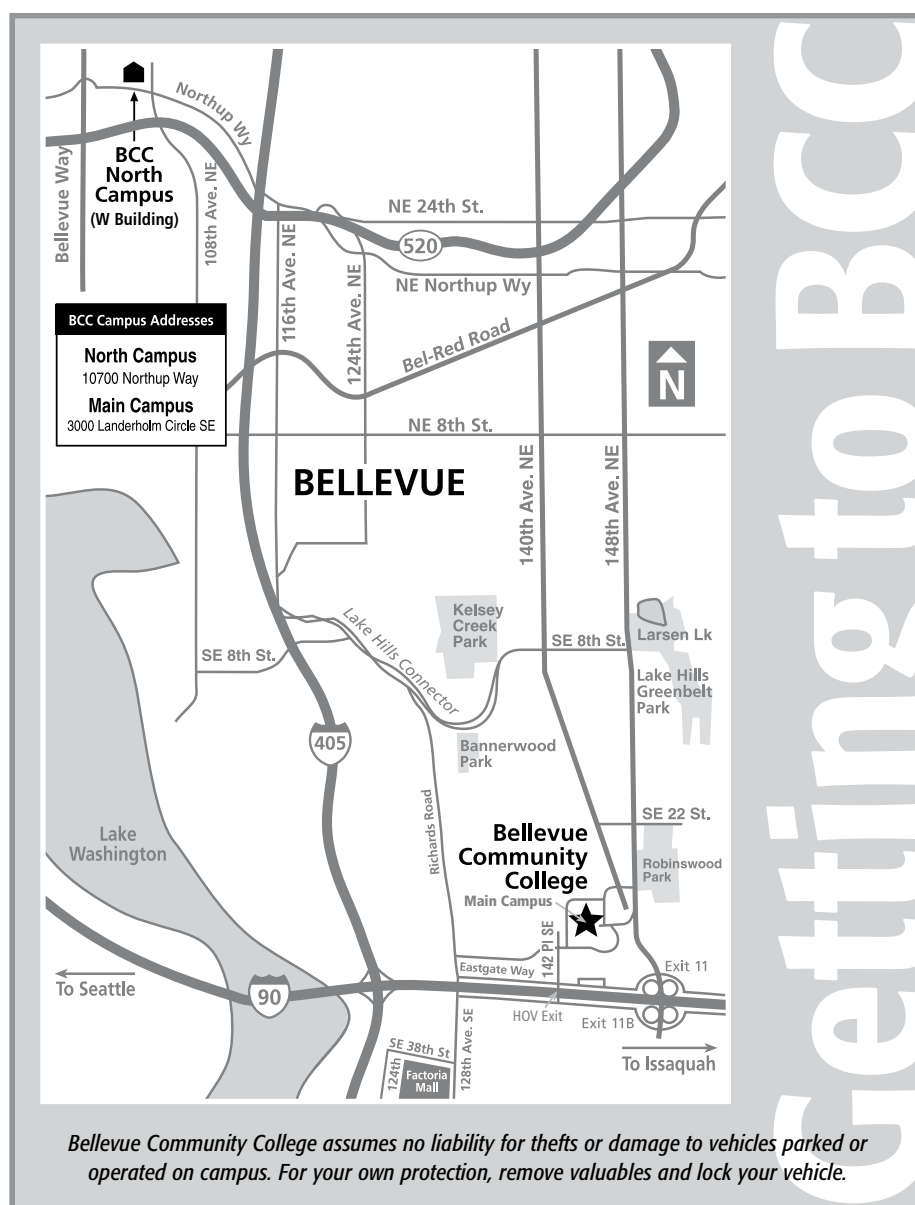 Getting to BCC
Northup Wy
BCC
North
Campus
(W Building)
Bellevue Way
108th Ave. NE
NE 24th St.
520
116th Ave. NE
124th Ave. NE
NE Northup Wy
Bel-Red Road
BCC Campus Addresses
North Campus
10700 Northup Way
Main Campus
3000 Landerholm Circle SE
N
NE 8th St.
BELLEVUE
140th Ave. NE
148th Ave. NE
Kelsey
Creek
Park
Larsen Lk
SE 8th St.
Lake Hills Connector
SE 8th St.
Lake Hills
Greenbelt
Park
405
Bannerwood
Park
Richards Road
SE 22 St.
Lake
Washington
Bellevue
Community
College
Main Campus
Robinswood
Park
142 Pl SE
Eastgate Way
Exit 11
To Seattle
90
HOV Exit
Exit 11B
SE 38th St
124th
Factoria
Mall
128th Ave. SE
To Issaquah
Bellevue Community College assumes no liability for thefts or damage to vehicles parked or
operated on campus. For your own protection, remove valuables and lock your vehicle.